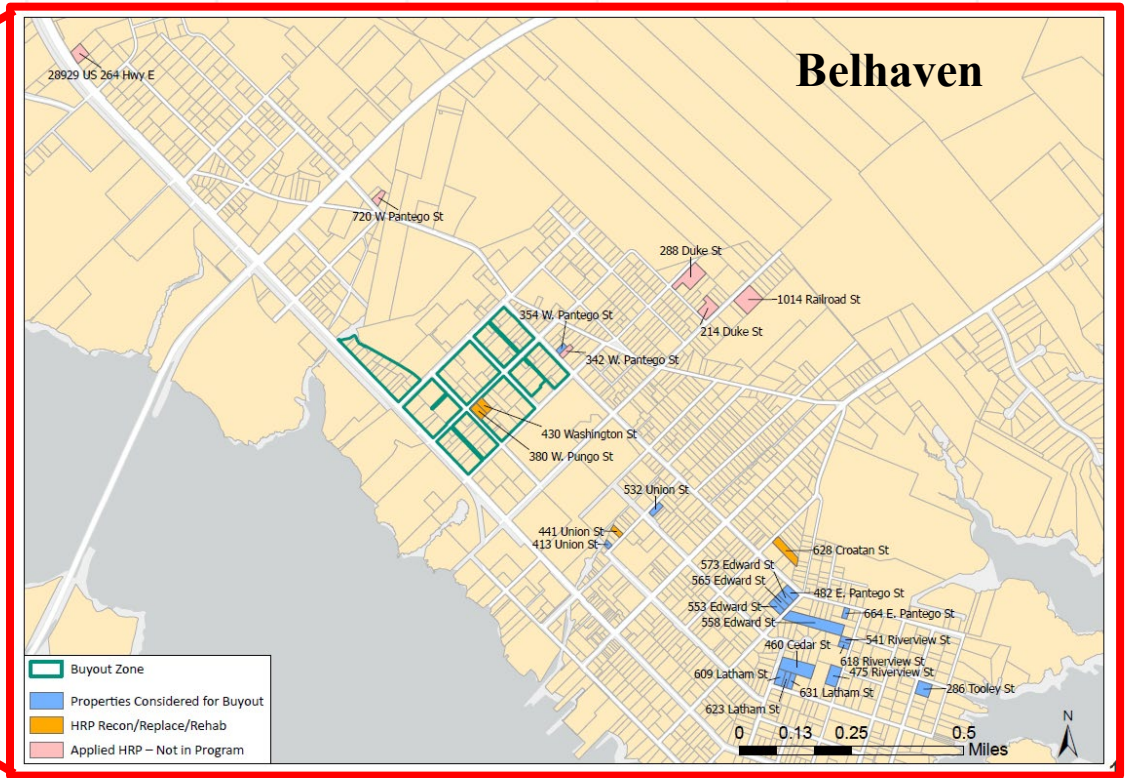 Belhaven
28929 US 264 Hwy E
720 W Pantego St
288 Duke St
1014 Railroad St
214 Duke St
354 W. Pantego St
342 W. Pantego St
430 Washington St
380 W. Pungo St
532 Union St
441 Union St
413 Union St
628 Croatan St
573 Edward St
565 Edward St
482 E. Pantego St
553 Edward St
664 E. Pantego St
558 Edward St
541 Riverview St
460 Cedar St
618 Riverview St
609 Latham St
475 Riverview St
631 Latham St
286 Tooley St
623 Latham St
Buyout Zone
Properties Considered for Buyout
HRP Recon/Replace/Rehab
Applied HRP – Not in Program
0 0.13 0.25 0.5
Miles
N